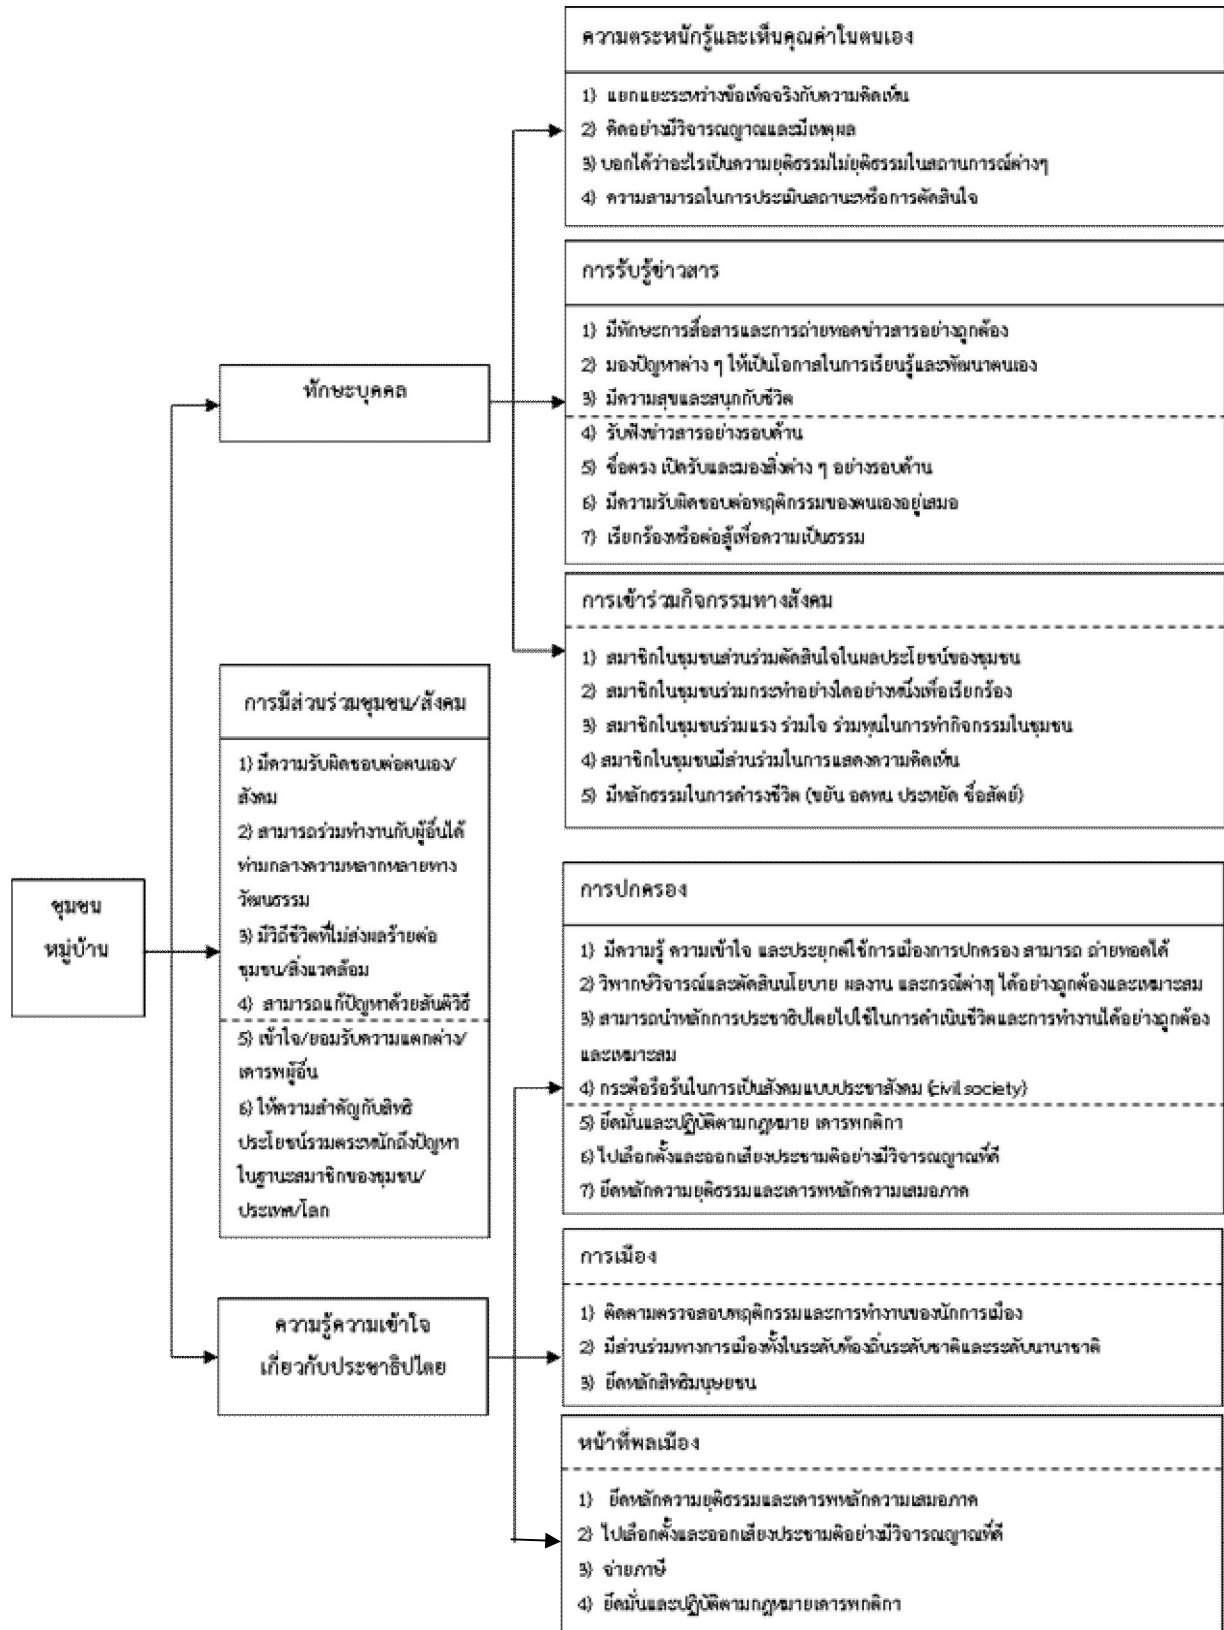 ความตระหนักรู้และเห็นคุณค่าในตนเอง
1) แยกแยะระหว่างข้อเท็จจริงกับความคิดเห็น
2) คิดอย่างมีวิจารณญาณและมีเหตุผล
3) บอกได้ว่าอะไรเป็นความยุติธรรมไม่ยุติธรรมในสถานการณ์ต่างๆ
4) ความสามารถในการประเมินสถานะหรือการตัดสินใจ
การรับรู้ข่าวสาร
1) มีทักษะการสื่อสารและการถ่ายทอดข่าวสารอย่างถูกต้อง
2) มองปัญหาต่าง ๆ ให้เป็นโอกาสในการเรียนรู้และพัฒนาตนเอง
3) มีความสุขและสนุกกับชีวิต
4) รับฟังข่าวสารอย่างรอบด้าน
5) ซื่อตรง เปิดรับและมองสิ่งต่าง ๆ อย่างรอบด้าน
6) มีความรับผิดชอบต่อพฤติกรรมของตนเองอยู่เสมอ
7) เรียกร้องหรือต่อสู้เพื่อความเป็นธรรม
ทักษะบุคคล
การเข้าร่วมกิจกรรมทางสังคม
1) สมาชิกในชุมชนส่วนร่วมตัดสินใจในผลประโยชน์ของชุมชน
2) สมาชิกในชุมชนร่วมกระทำอย่างใดอย่างหนึ่งเพื่อเรียกร้อง
3) สมาชิกในชุมชนร่วมแรง ร่วมใจ ร่วมทุนในการทำกิจกรรมในชุมชน
4) สมาชิกในชุมชนมีส่วนร่วมในการแสดงความคิดเห็น
5) มีหลักธรรมในการดำรงชีวิต (ขยัน อดทน ประหยัด ซื่อสัตย์)
การมีส่วนร่วมชุมชน/สังคม
1) มีความรับผิดชอบต่อตนเอง/
สังคม
2) สามารถร่วมทำงานกับผู้อื่นได้
ท่ามกลางความหลากหลายทาง
วัฒนธรรม
3) มีวิถีชีวิตที่ไม่ส่งผลร้ายต่อ
ชุมชน/สิ่งแวดล้อม
4) สามารถแก้ปัญหาด้วยสันติวิธี
5) เข้าใจ/ยอมรับความแตกต่าง/
เคารพผู้อื่น
6) ให้ความสำคัญกับสิทธิ
ประโยชน์รวมตระหนักถึงปัญหา
ในฐานะสมาชิกของชุมชน/
ประเทศ/โลก
ชุมชน
หมู่บ้าน
การปกครอง
1) มีความรู้ ความเข้าใจ และประยุกต์ใช้การเมืองการปกครอง สามารถ ถ่ายทอดได้
2) วิพากษ์วิจารณ์และตัดสินนโยบาย ผลงาน และกรณีต่างๆ ได้อย่างถูกต้องและเหมาะสม
3) สามารถนำหลักการประชาธิปไตยไปใช้ในการดำเนินชีวิตและการทำงานได้อย่างถูกต้อง
และเหมาะสม
4) กระตือรือร้นในการเป็นสังคมแบบประชาสังคม (civil society)
5) ยึดมั่นและปฏิบัติตามกฎหมาย เคารพกติกา
6) ไปเลือกตั้งและออกเสียงประชามติอย่างมีวิจารณญาณที่ดี
7) ยึดหลักความยุติธรรมและเคารพหลักความเสมอภาค
ความรู้ความเข้าใจ
เกี่ยวกับประชาธิปไตย
การเมือง
1) ติดตามตรวจสอบพฤติกรรมและการทำงานของนักการเมือง
2) มีส่วนร่วมทางการเมืองทั้งในระดับท้องถิ่นระดับชาติและระดับนานาชาติ
3) ยึดหลักสิทธิมนุษยชน
หน้าที่พลเมือง
1) ยึดหลักความยุติธรรมและเคารพหลักความเสมอภาค
2) ไปเลือกตั้งและออกเสียงประชามติอย่างมีวิจารณญาณที่ดี
3) จ่ายภาษี
4) ยึดมั่นและปฏิบัติตามกฎหมายเคารพกติกา